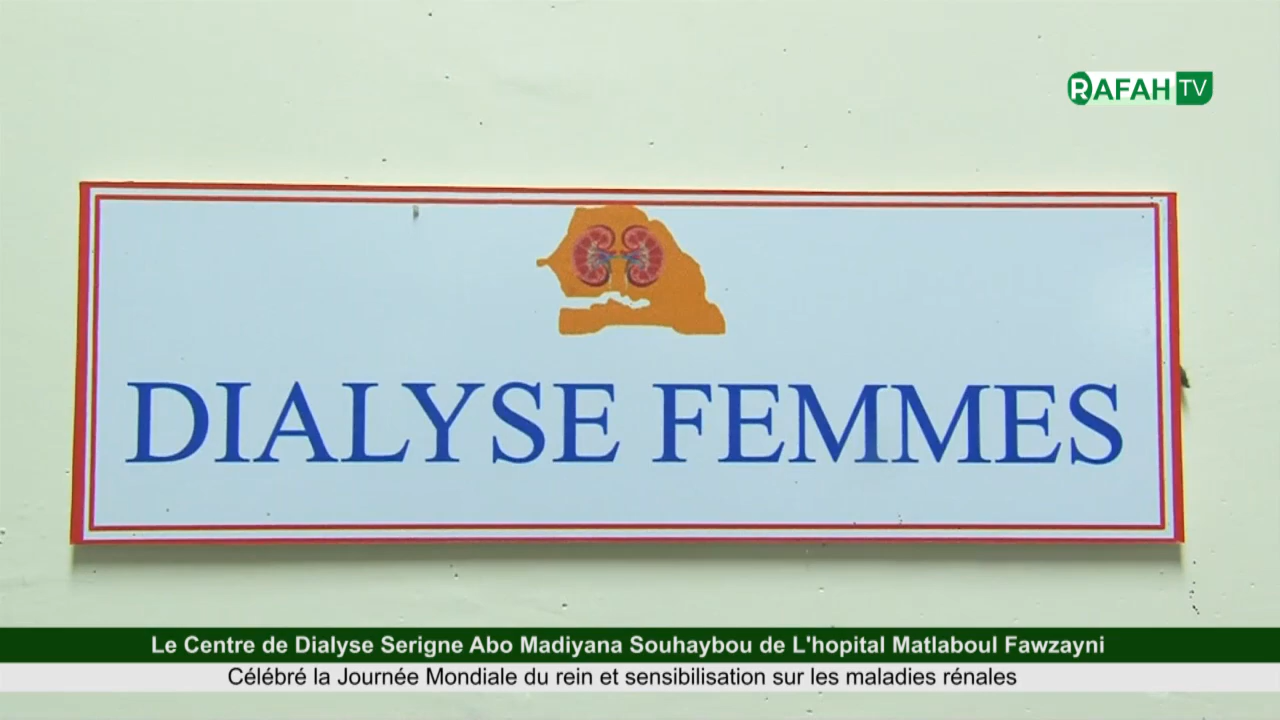 RAFAH TV
DIALYSE FEMMES
Le Centre de Dialyse Serigne Abo Madiyana Souhaybou de L'hopital Matlaboul Fawzayni
Célébré la Journée Mondiale du rein et sensibilisation sur les maladies rénales